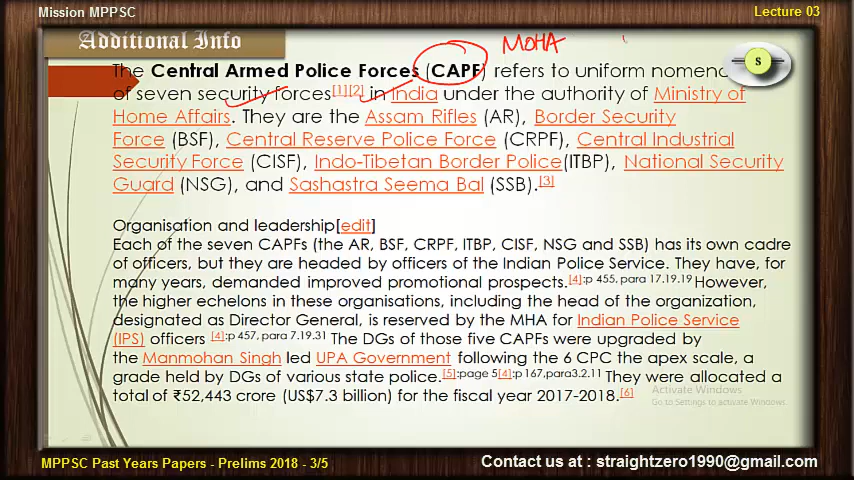 Mission MPPSC
Lecture 03
Additional Info
MOHA
8
The Central Armed Police Forces (CAPF) refers to uniform
of seven security forces[1][2] in India under the authority of Ministry of
Home Affairs. They are the Assam Rifles (AR), Border Security
Force (BSF), Central Reserve Police Force (CRPF), Central Industrial
Security Force (CISF), Indo-Tibetan Border Police(ITBP), National Security
Guard (NSG), and Sashastra Seema Bal (SSB).[3]
Organisation and leadership[edit]
Each of the seven CAPFs (the AR, BSF, CRPF, ITBP, CISF, NSG and SSB) has its own cadre
of officers, but they are headed by officers of the Indian Police Service. They have, for
many years, demanded improved promotional prospects.[4]:p 455, para 17.19.19 However,
the higher echelons in these organisations, including the head of the organization,
designated as Director General, is reserved by the MHA for Indian Police Service
(IPS) officers [4]:p 457, para 7.19.31 The DGs of those five CAPFs were upgraded by
the Manmohan Singh led UPA Government following the 6 CPC the apex scale, a
grade held by DGs of various state police.[5]:page 5[4]:p 167,para3.2.11 They were allocated a
total of ₹52,443 crore (US$7.3 billion) for the fiscal year 2017-2018.[6]
Activate Windows
Go to Settings to activate Windows.
MPPSC Past Years Papers - Prelims 2018 - 3/5
Contact us at : straightzero1990@gmail.com